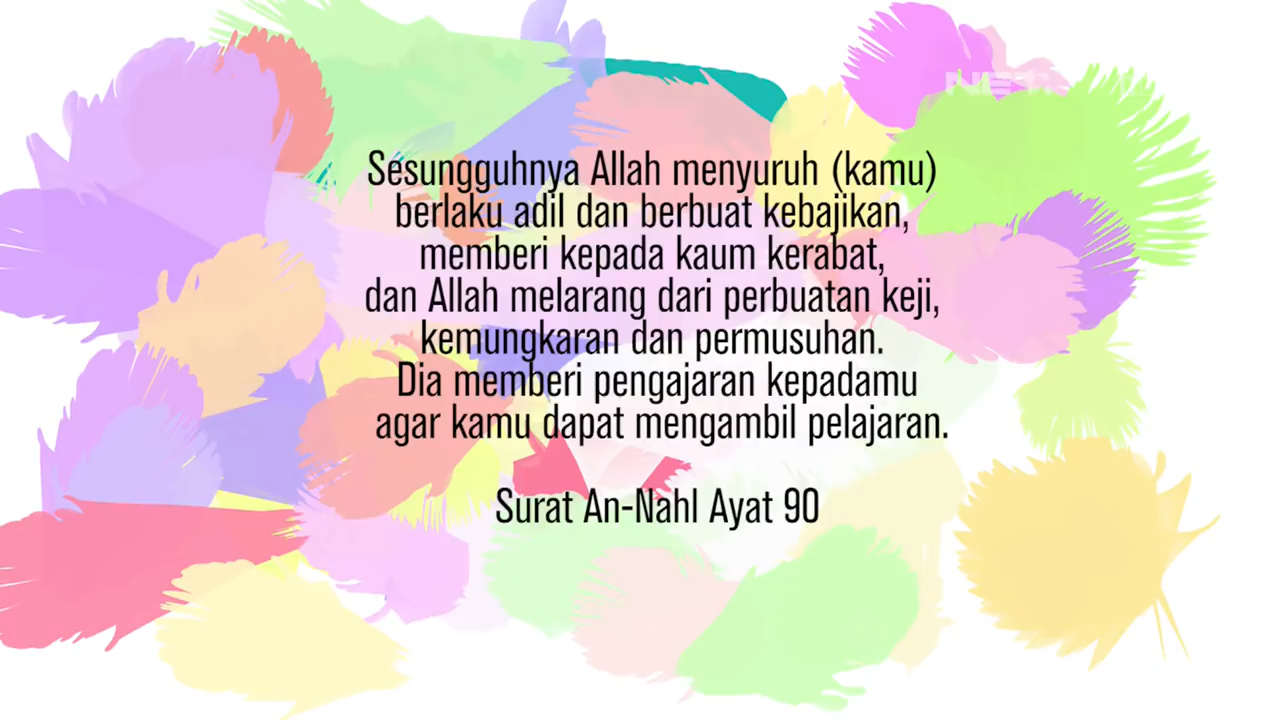 NET.
Sesungguhnya Allah menyuruh (kamu)
berlaku adil dan berbuat kebajikan,
memberi kepada kaum kerabat,
dan Allah melarang dari perbuatan keji,
kemungkaran dan permusuhan.
Dia memberi pengajaran kepadamu
agar kamu dapat mengambil pelajaran.
Surat An-Nahl Ayat 90